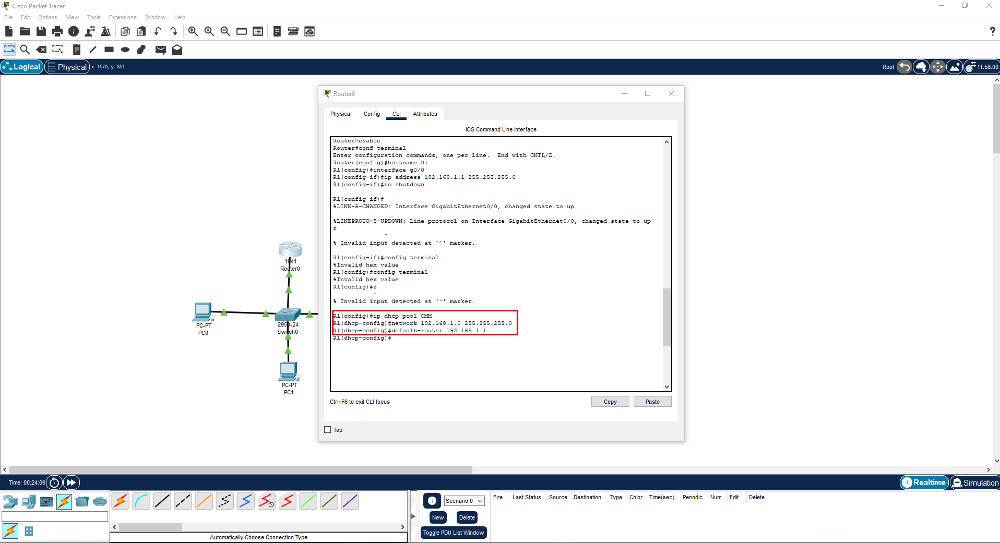 Cisco Packet Tracer
File Edit Options View Tools Extensions Window Help
Logical Physical x: 1576, y: 351 Root 11:58:00
Router0
Physical Config CLI Attributes
IOS Command Line Interface
Router>enable
Router#conf terminal
Enter configuration commands, one per line.  End with CNTL/Z.
Router(config)#hostname R1
R1(config)#interface g0/0
R1(config-if)#ip address 192.168.1.1 255.255.255.0
R1(config-if)#no shutdown
R1(config-if)#
%LINK-5-CHANGED: Interface GigabitEthernet0/0, changed state to up
%LINEPROTO-5-UPDOWN: Line protocol on Interface GigabitEthernet0/0, changed state to up
r
^
% Invalid input detected at '^' marker.
R1(config-if)#config terminal
%Invalid hex value
R1(config)#config terminal
%Invalid hex value
R1(config)#z
^
% Invalid input detected at '^' marker.
R1(config)#ip dhcp pool CMM
R1(dhcp-config)#network 192.168.1.0 255.255.255.0
R1(dhcp-config)#default-router 192.168.1.1
R1(dhcp-config)#
Ctrl+F6 to exit CLI focus
Copy Paste
Top
1941
Router0
PC-PT
PC0
2950-24
Switch0
PC-PT
PC1
Time: 00:24:09
Realtime Simulation
Automatically Choose Connection Type
Scenario 0
New Delete
Toggle PDU List Window
Fire Last Status Source Destination Type Color Time(sec) Periodic Num Edit Delete